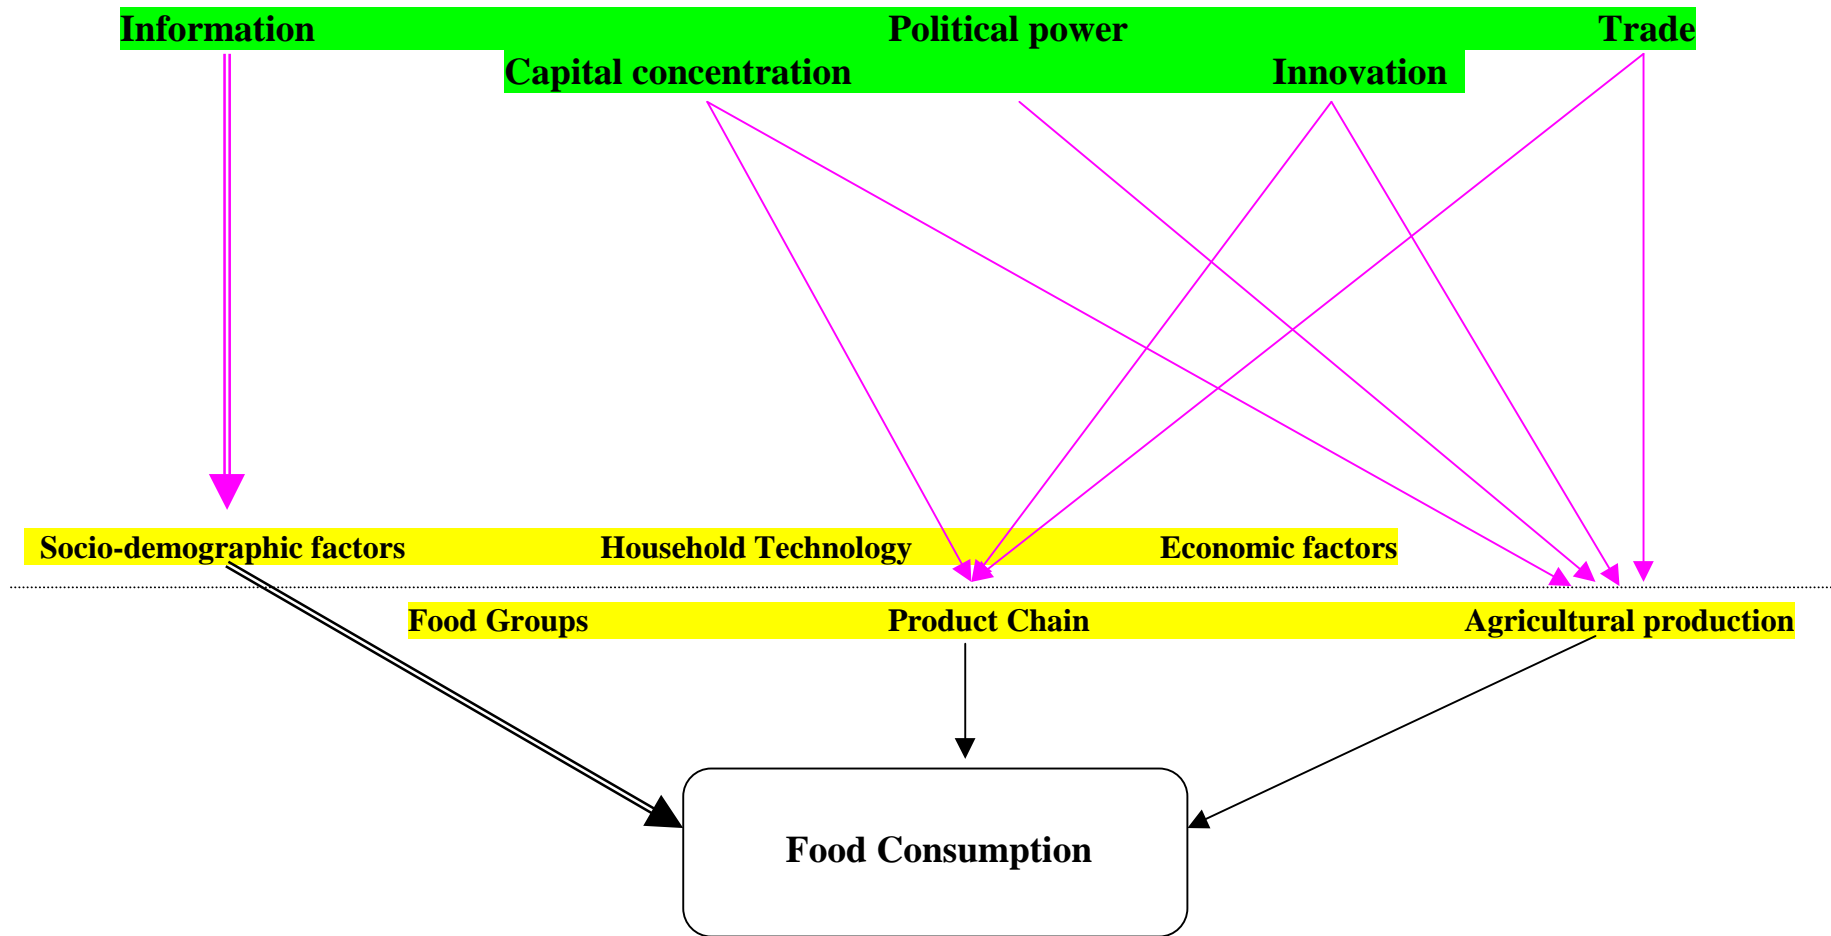 Information Political power Trade
Capital concentration Innovation
Socio-demographic factors Household Technology Economic factors
Food Groups Product Chain Agricultural production
Food Consumption